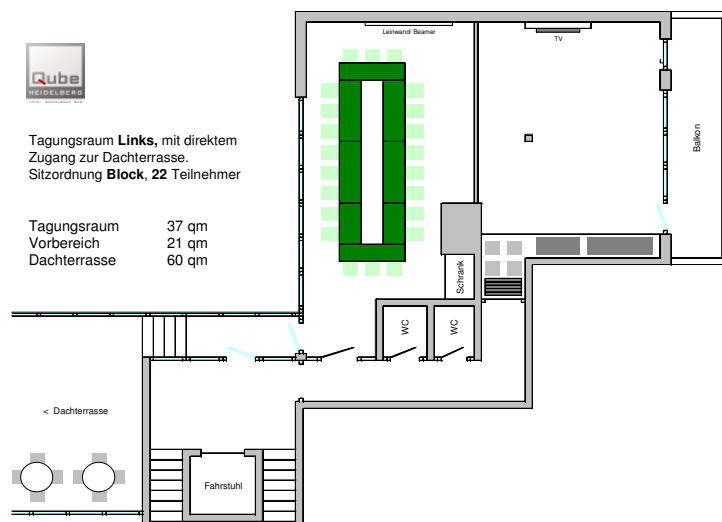 Qube
HEIDELBERG
Tagungsraum Links, mit direktem
Zugang zur Dachterrasse.
Sitzordnung Block, 22 Teilnehmer
Tagungsraum 37 qm
Vorbereich 21 qm
Dachterrasse 60 qm
Leinwand/ Beamer
TV
Balkon
Schrank
WC
WC
< Dachterrasse
Fahrstuhl